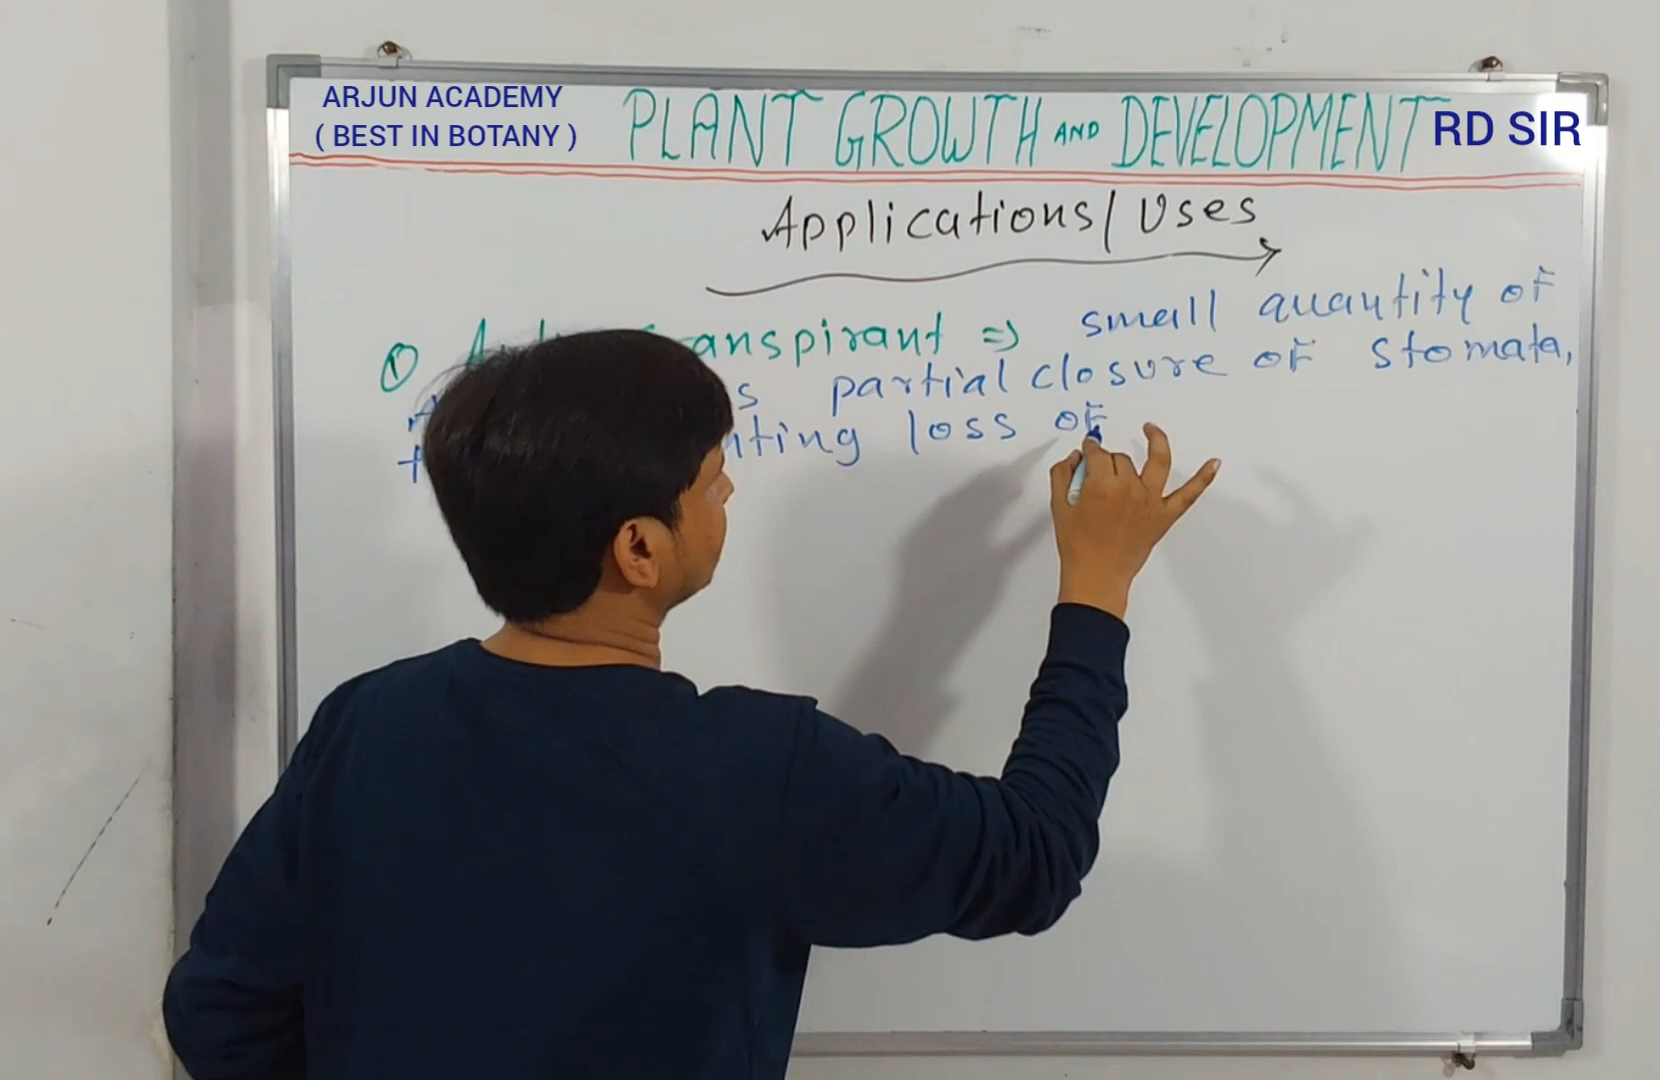 ARJUN ACADEMY
( BEST IN BOTANY )
PLANT GROWTH AND DEVELOPMENT
RD SIR
Applications/Uses
① anspirant ⇒ small quantity of
s partial closure of stomata,
nting loss of